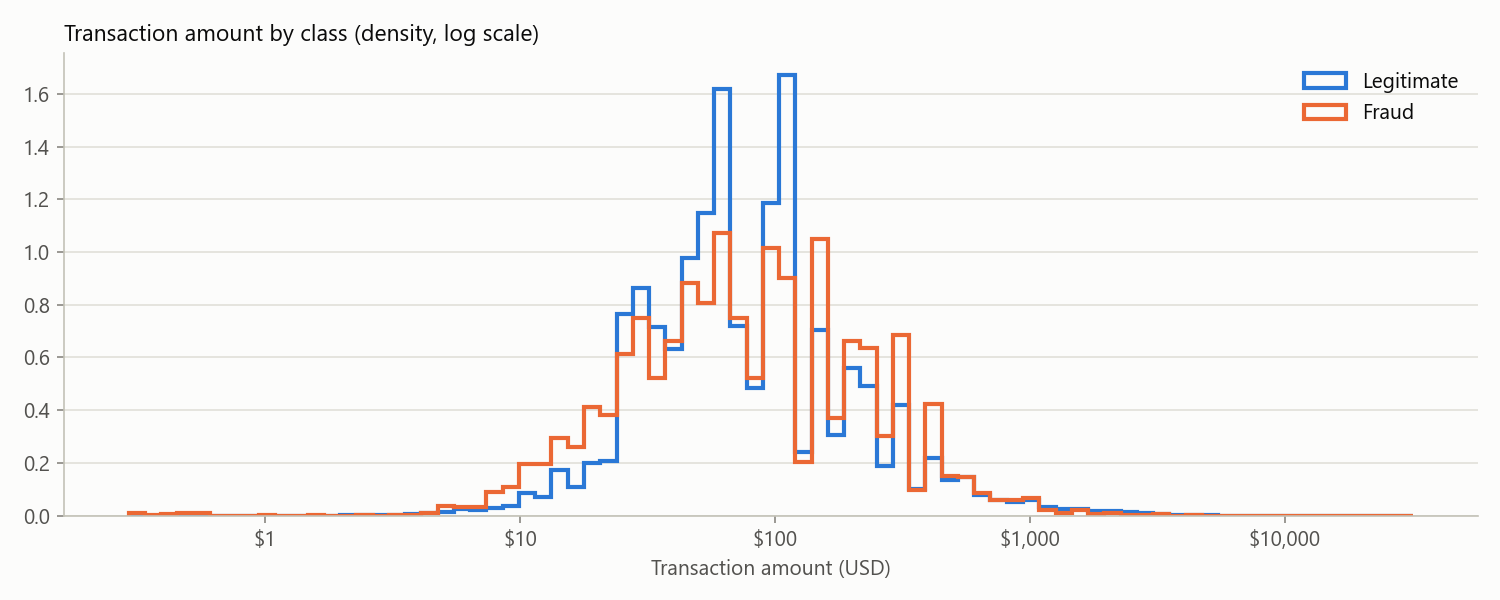 Transaction amount by class (density, log scale)
Legitimate
Fraud
1.6
1.4
1.2
1.0
0.8
0.6
0.4
0.2
0.0
$1 $10 $100 $1,000 $10,000
Transaction amount (USD)